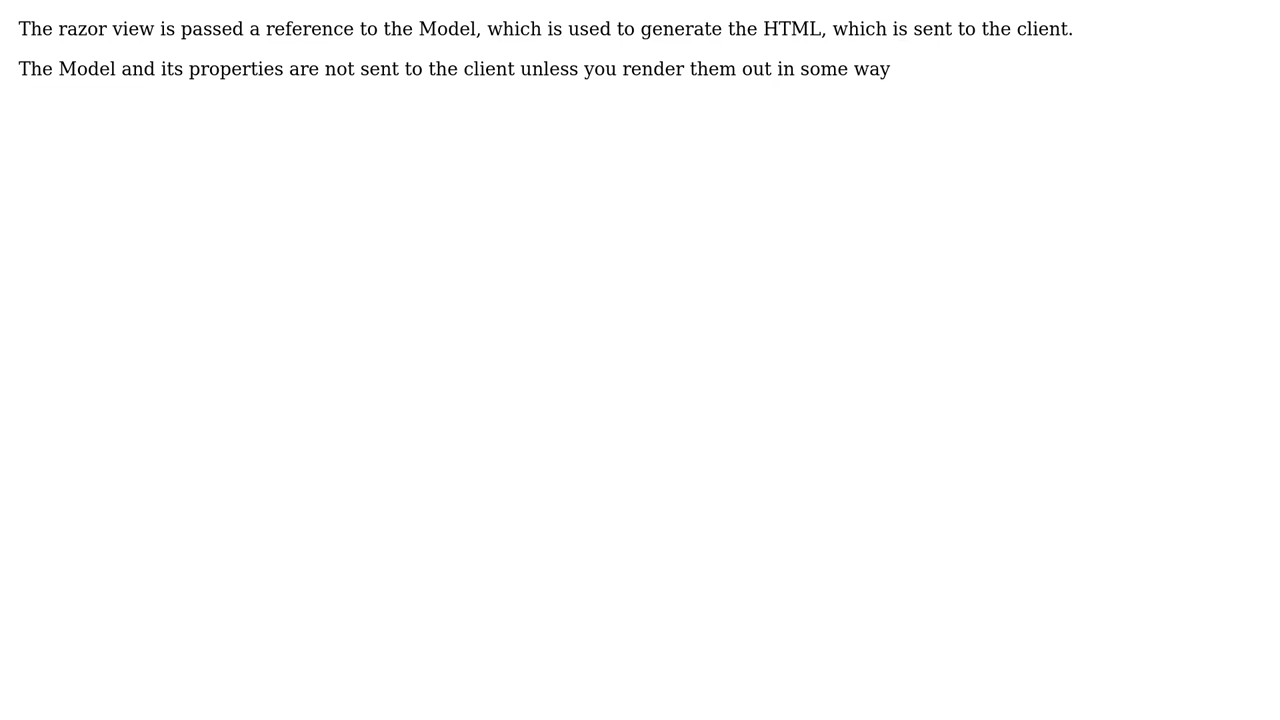 The razor view is passed a reference to the Model, which is used to generate the HTML, which is sent to the client.
The Model and its properties are not sent to the client unless you render them out in some way